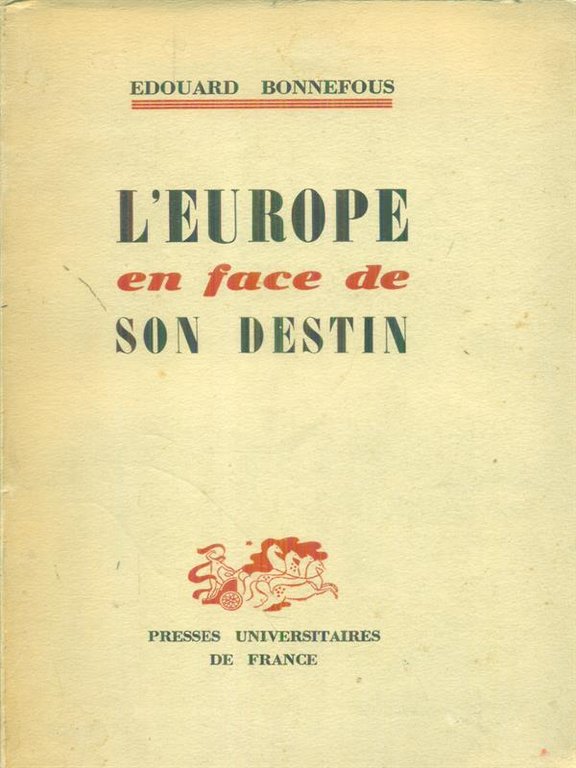 EDOUARD BONNEFOUS
L'EUROPE
en face de
SON DESTIN
PRESSES UNIVERSITAIRES
DE FRANCE